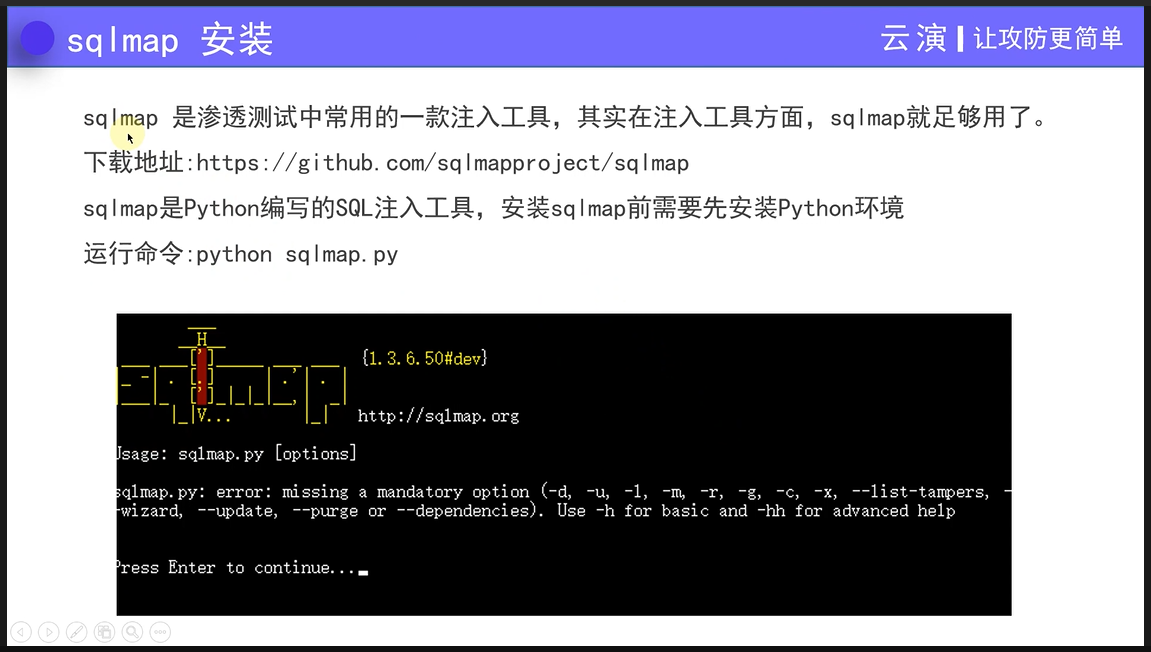 sqlmap 安装
云演 让攻防更简单
sqlmap 是渗透测试中常用的一款注入工具，其实在注入工具方面，sqlmap就足够用了。
下载地址:https://github.com/sqlmapproject/sqlmap
sqlmap是Python编写的SQL注入工具，安装sqlmap前需要先安装Python环境
运行命令:python sqlmap.py
H
{1.3.6.50#dev}
V...
http://sqlmap.org
Usage: sqlmap.py [options]
sqlmap.py: error: missing a mandatory option (-d, -u, -l, -m, -r, -g, -c, -x, --list-tampers, -
-wizard, --update, --purge or --dependencies). Use -h for basic and -hh for advanced help
Press Enter to continue...